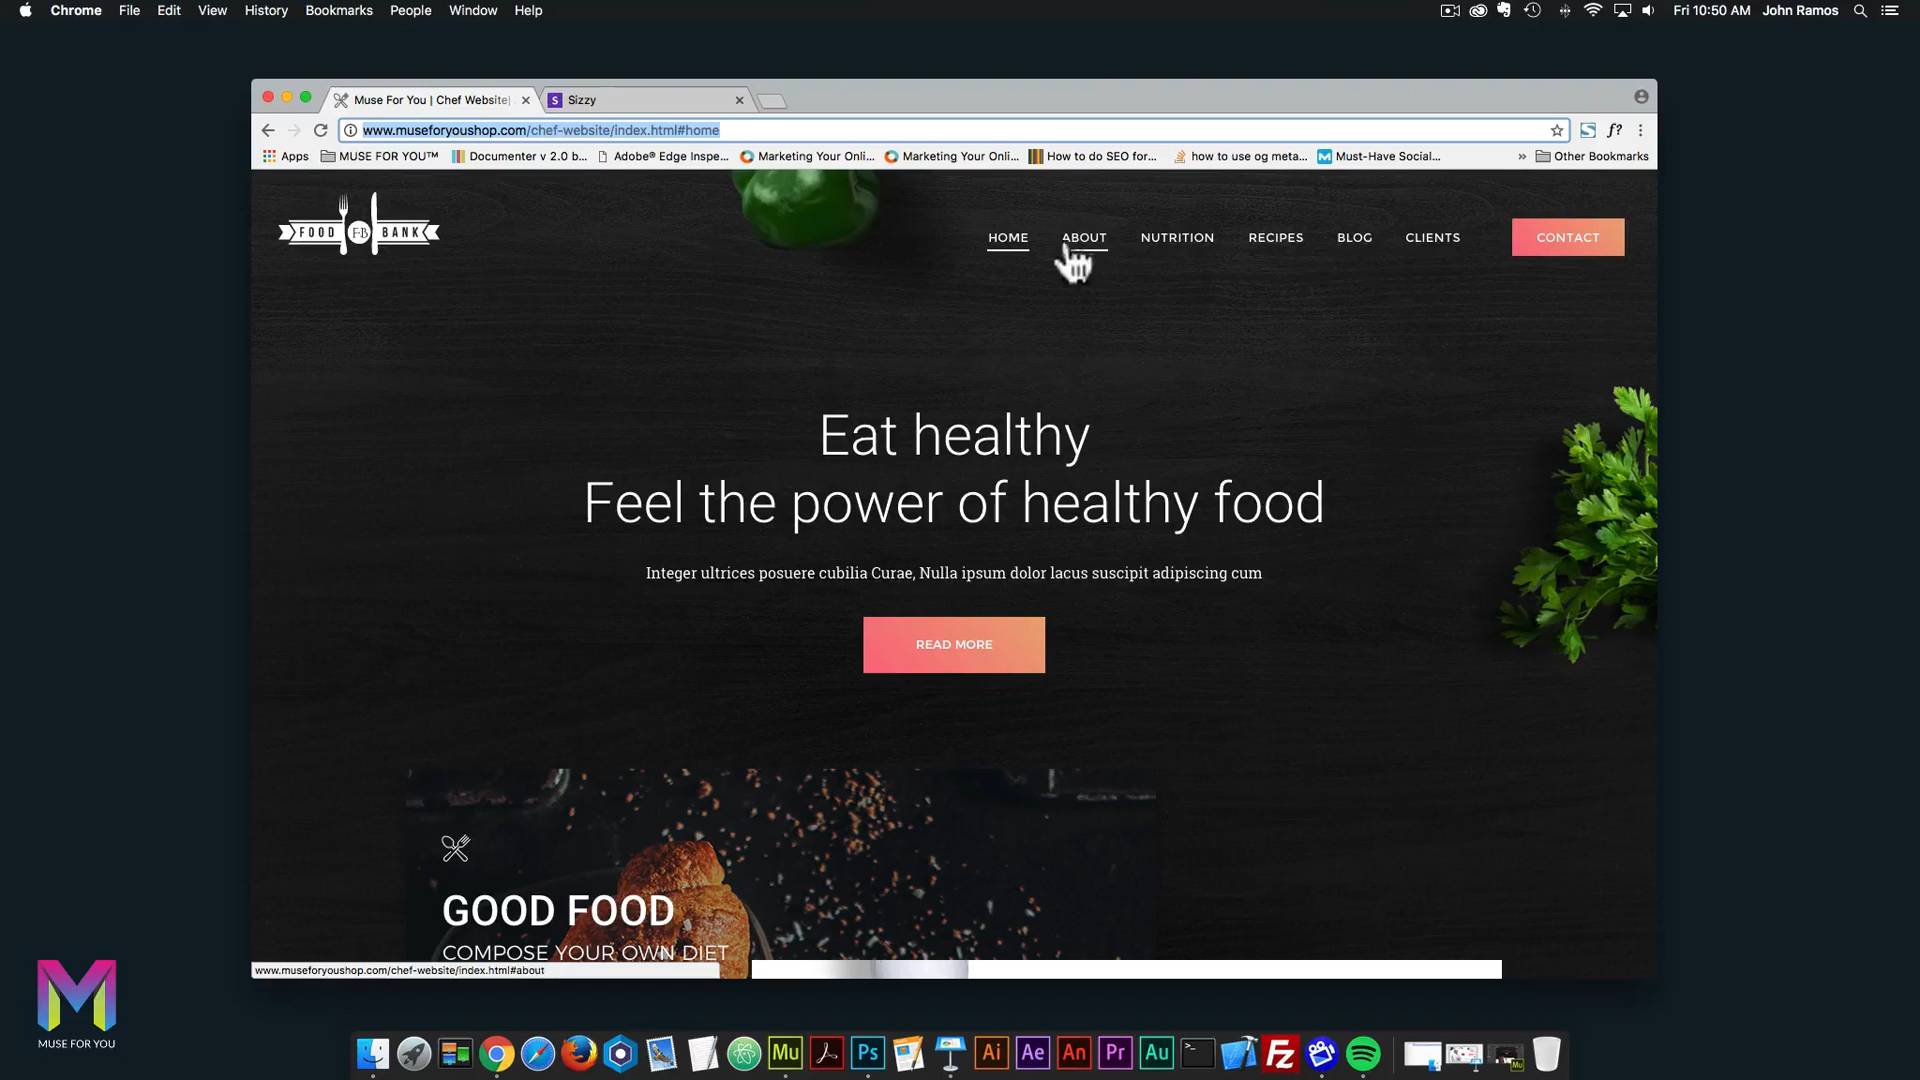 Chrome File Edit View History Bookmarks People Window Help
Fri 10:50 AM John Ramos
Muse For You | Chef Website|
S Sizzy
www.museforyoushop.com/chef-website/index.html#home
f?
Apps MUSE FOR YOU™ Documenter v 2.0 b... Adobe® Edge Inspe... Marketing Your Onli... Marketing Your Onli... How to do SEO for... how to use og meta... Must-Have Social... » Other Bookmarks
FOOD FB BANK
HOME ABOUT NUTRITION RECIPES BLOG CLIENTS CONTACT
Eat healthy
Feel the power of healthy food
Integer ultrices posuere cubilia Curae, Nulla ipsum dolor lacus suscipit adipiscing cum
READ MORE
GOOD FOOD
COMPOSE YOUR OWN DIET
www.museforyoushop.com/chef-website/index.html#about
MUSE FOR YOU
Mu Ps Ai Ae An Pr Au Fz